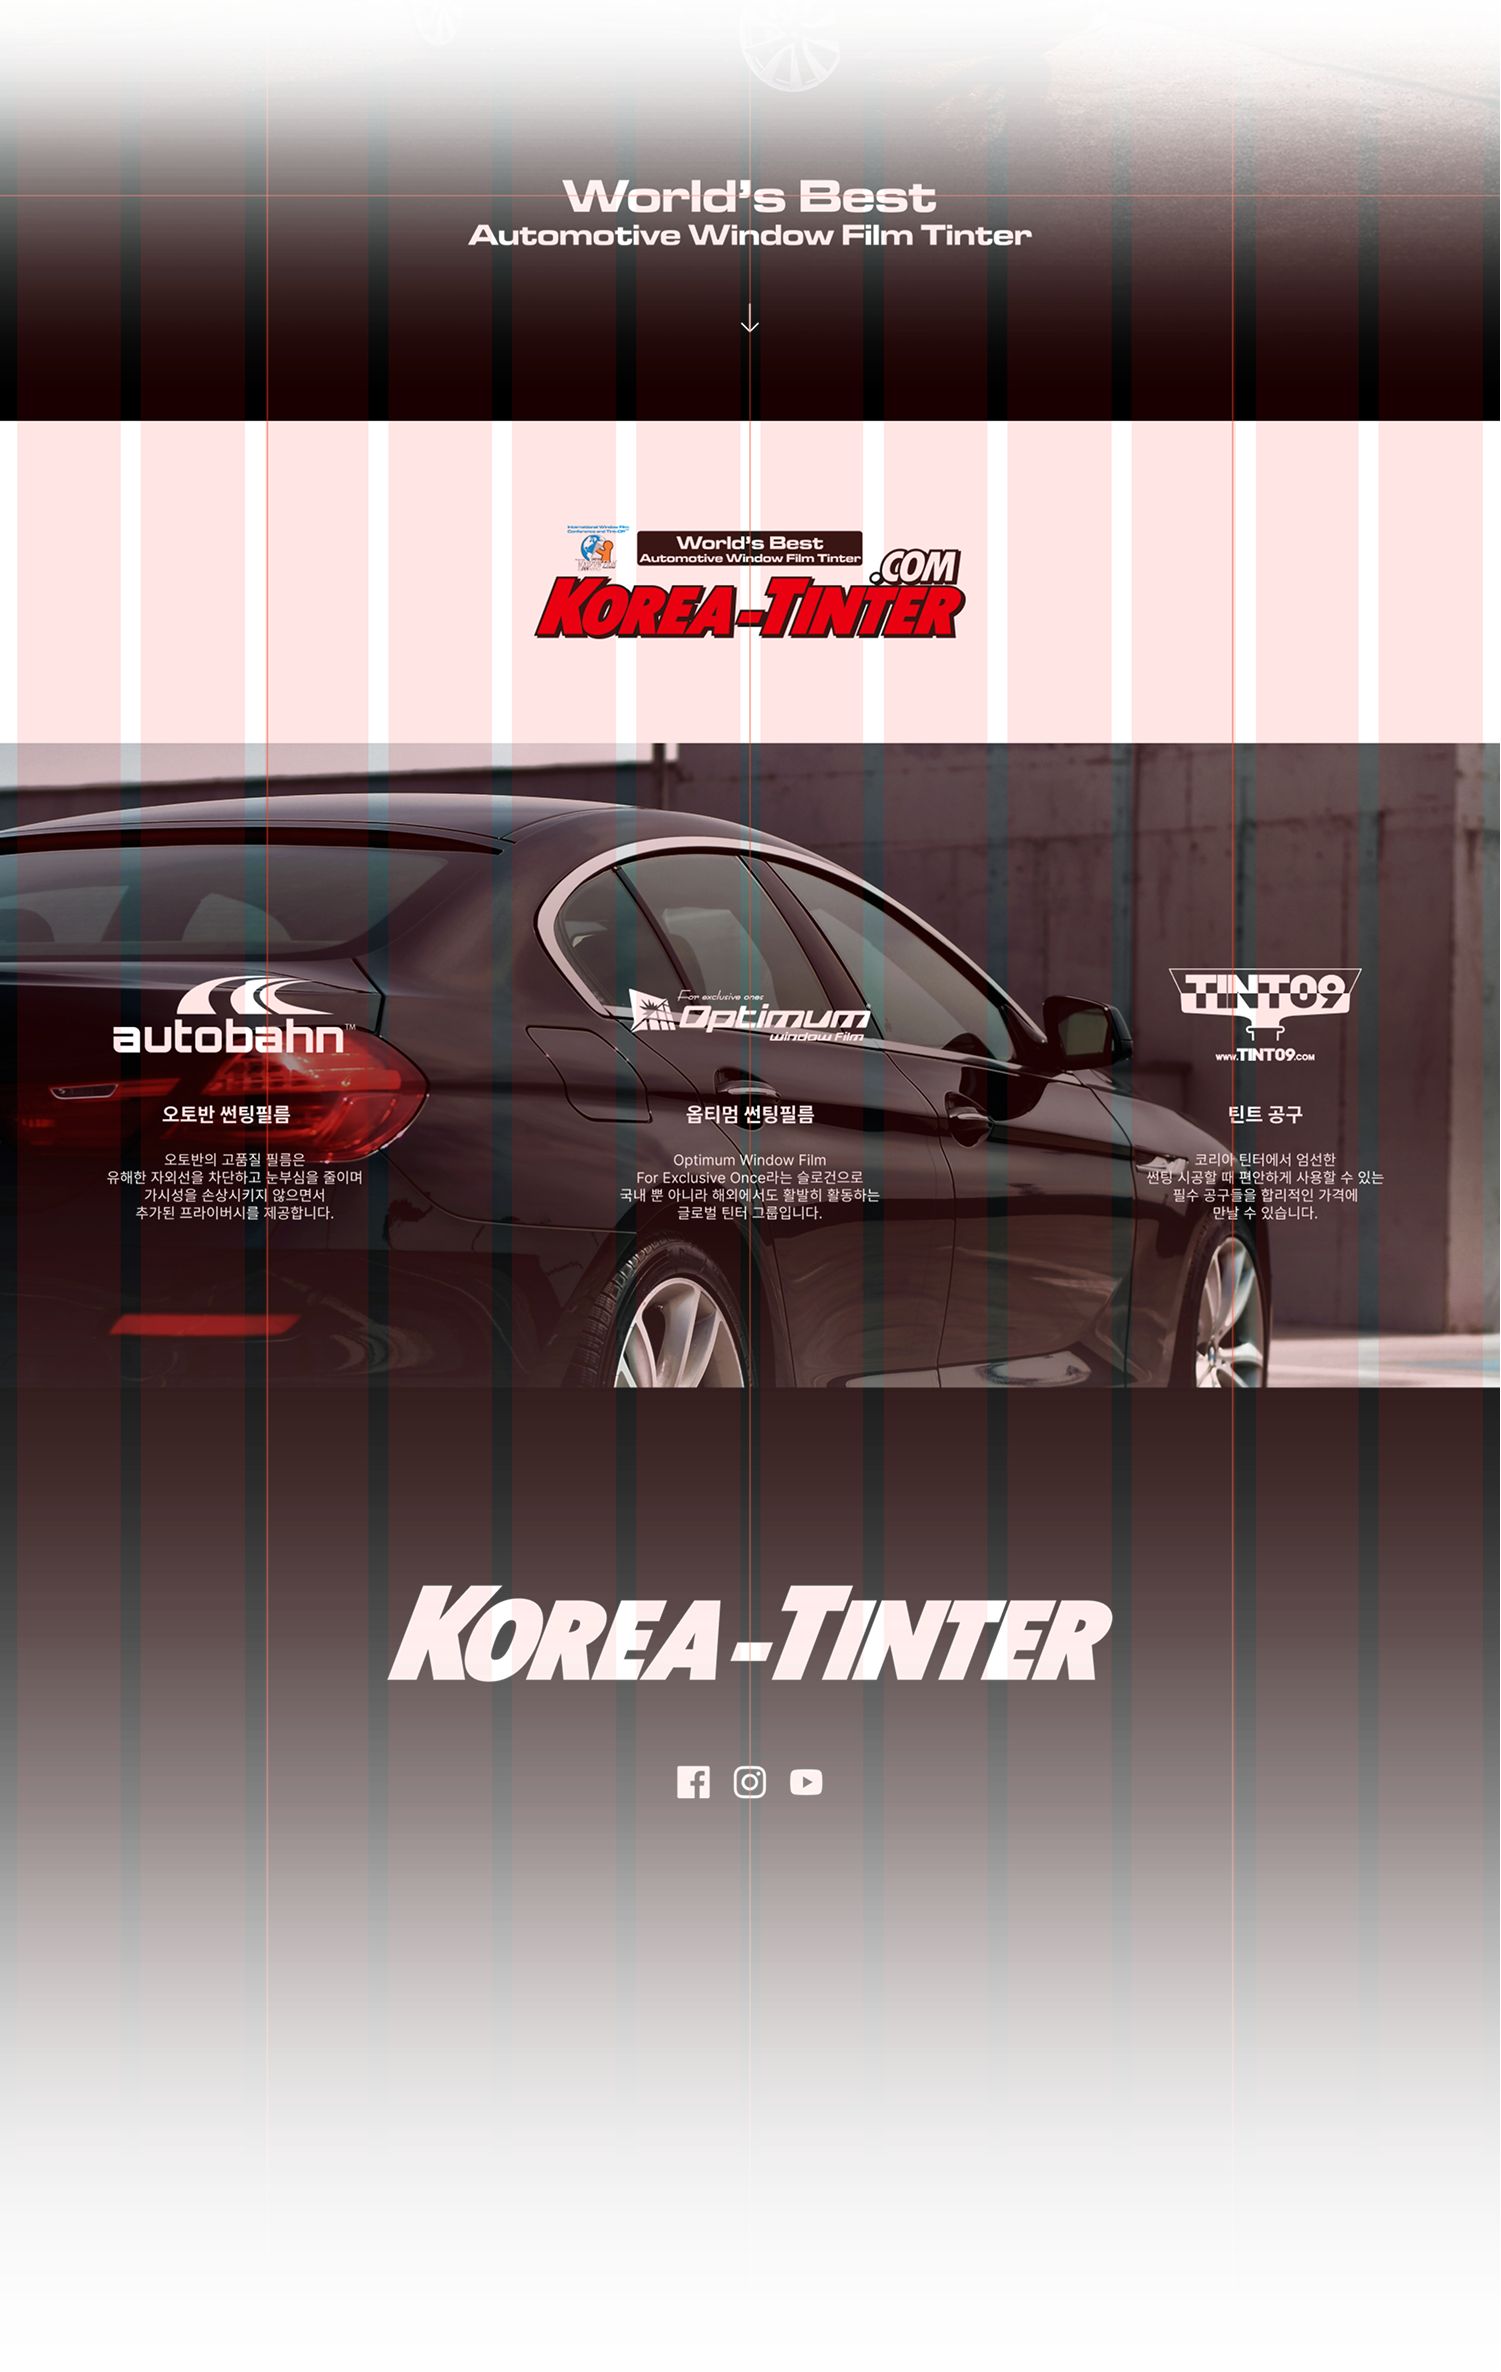 World's Best
Automotive Window Film Tinter
International Window Film
Conference and Tint-Off™
World's Best
Automotive Window Film Tinter
.COM
KOREA-TINTER
autobahn™
오토반 썬팅필름
오토반의 고품질 필름은
유해한 자외선을 차단하고 눈부심을 줄이며
가시성을 손상시키지 않으면서
추가된 프라이버시를 제공합니다.
For exclusive ones
Optimum
window Film
옵티멈 썬팅필름
Optimum Window Film
For Exclusive Once라는 슬로건으로
국내 뿐 아니라 해외에서도 활발히 활동하는
글로벌 틴터 그룹입니다.
TINT09
www.TINT09.COM
틴트 공구
코리아 틴터에서 엄선한
썬팅 시공할 때 편안하게 사용할 수 있는
필수 공구들을 합리적인 가격에
만날 수 있습니다.
KOREA-TINTER